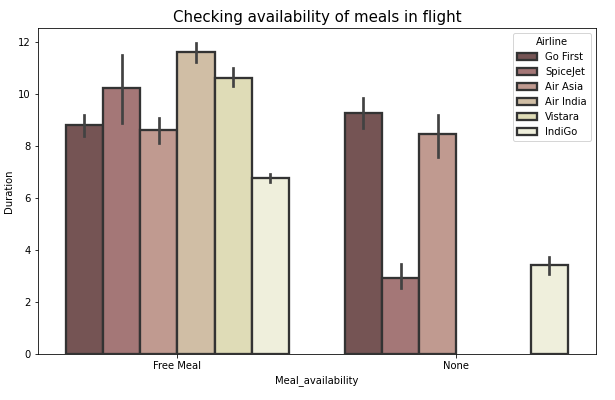 Checking availability of meals in flight
Airline
Go First
SpiceJet
Air Asia
Air India
Vistara
IndiGo
Duration
12
10
8
6
4
2
0
Free Meal
None
Meal_availability